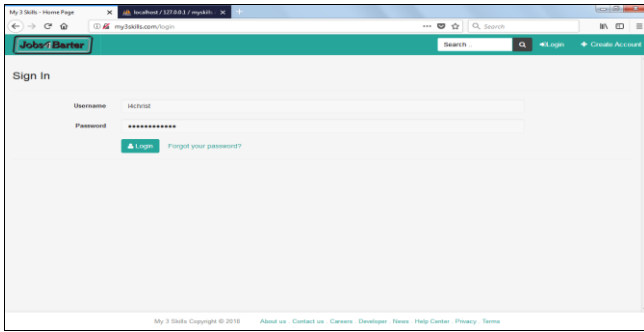 My 3 Skills - Home Page localhost / 127.0.0.1 / myskills
my3skills.com/login Search
Jobs4Barter Search .. Login Create Account
Sign In
Username
Password ••••••••••••
Login Forgot your password?
My 3 Skills Copyright © 2018 About us Contact us Careers Developer News Help Center Privacy Terms